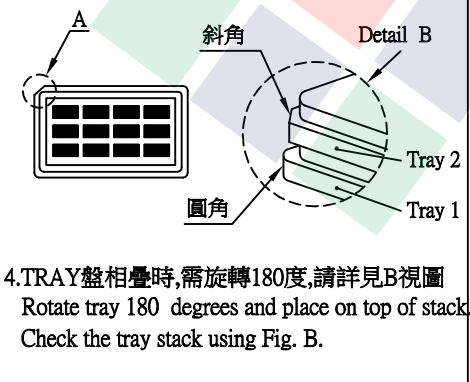 A
斜角
Detail B
Tray 2
Tray 1
圓角
4.TRAY盤相疊時,需旋轉180度,請詳見B視圖
Rotate tray 180 degrees and place on top of stack.
Check the tray stack using Fig. B.